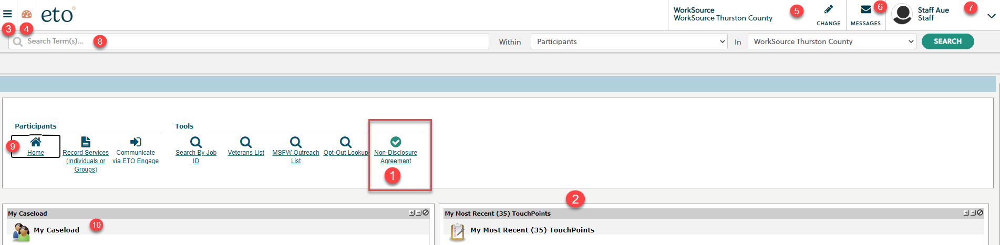 eto
WorkSource
WorkSource Thurston County
5
CHANGE
6
MESSAGES
Staff Aue
Staff
7
3
4
Search Term(s)...
8
Within
Participants
In
WorkSource Thurston County
SEARCH
Participants
Tools
9
Home
Record Services
(Individuals or
Groups)
Communicate
via ETO Engage
Search By Job
ID
Veterans List
MSFW Outreach
List
Opt-Out Lookup
Non-Disclosure
Agreement
1
2
My Caseload
My Caseload
10
My Most Recent (35) TouchPoints
My Most Recent (35) TouchPoints